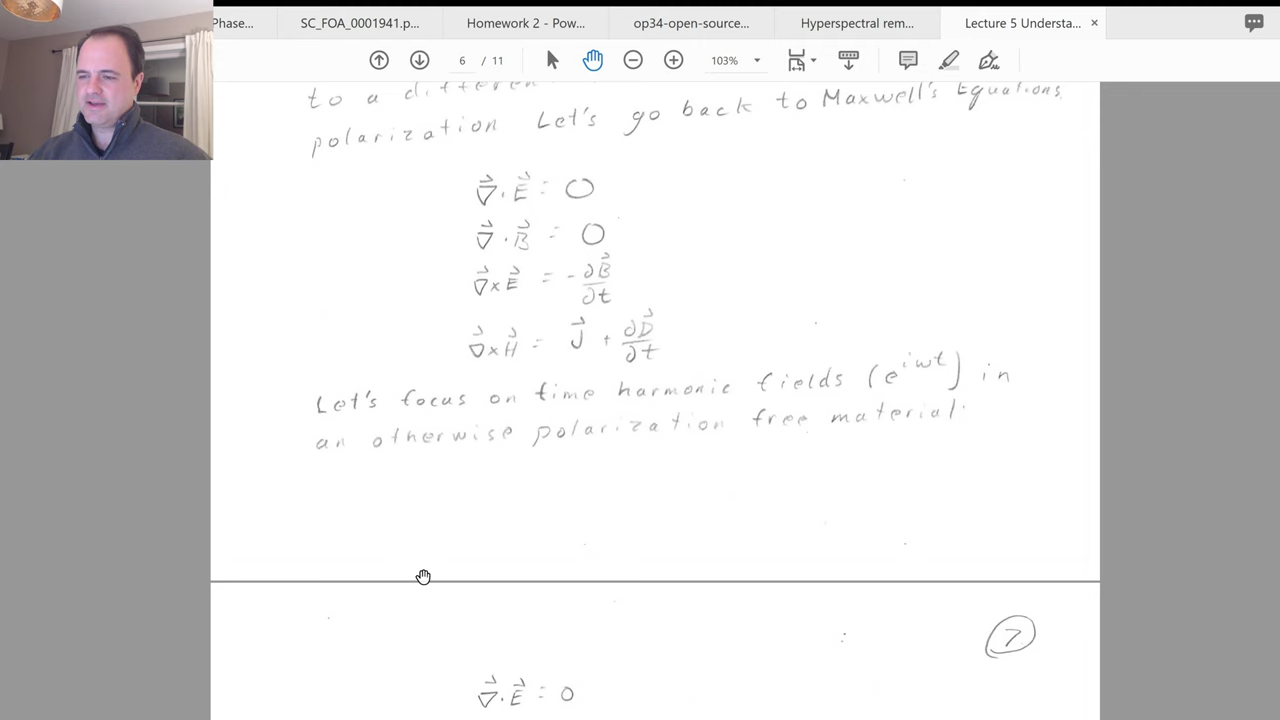 Phase...
SC_FOA_0001941.p...
Homework 2 - Pow...
op34-open-source...
Hyperspectral rem...
Lecture 5 Understa...
6 / 11
103%
to a differen
polarization Let's go back to Maxwell's Equations
∇⃗·E⃗ = 0
∇⃗·B⃗ = 0
∇⃗×E⃗ = -∂B⃗/∂t
∇⃗×H⃗ = J⃗ + ∂D⃗/∂t
Let's focus on time harmonic fields (e^{iωt}) in
an otherwise polarization free material.
7
∇⃗·E⃗ = 0